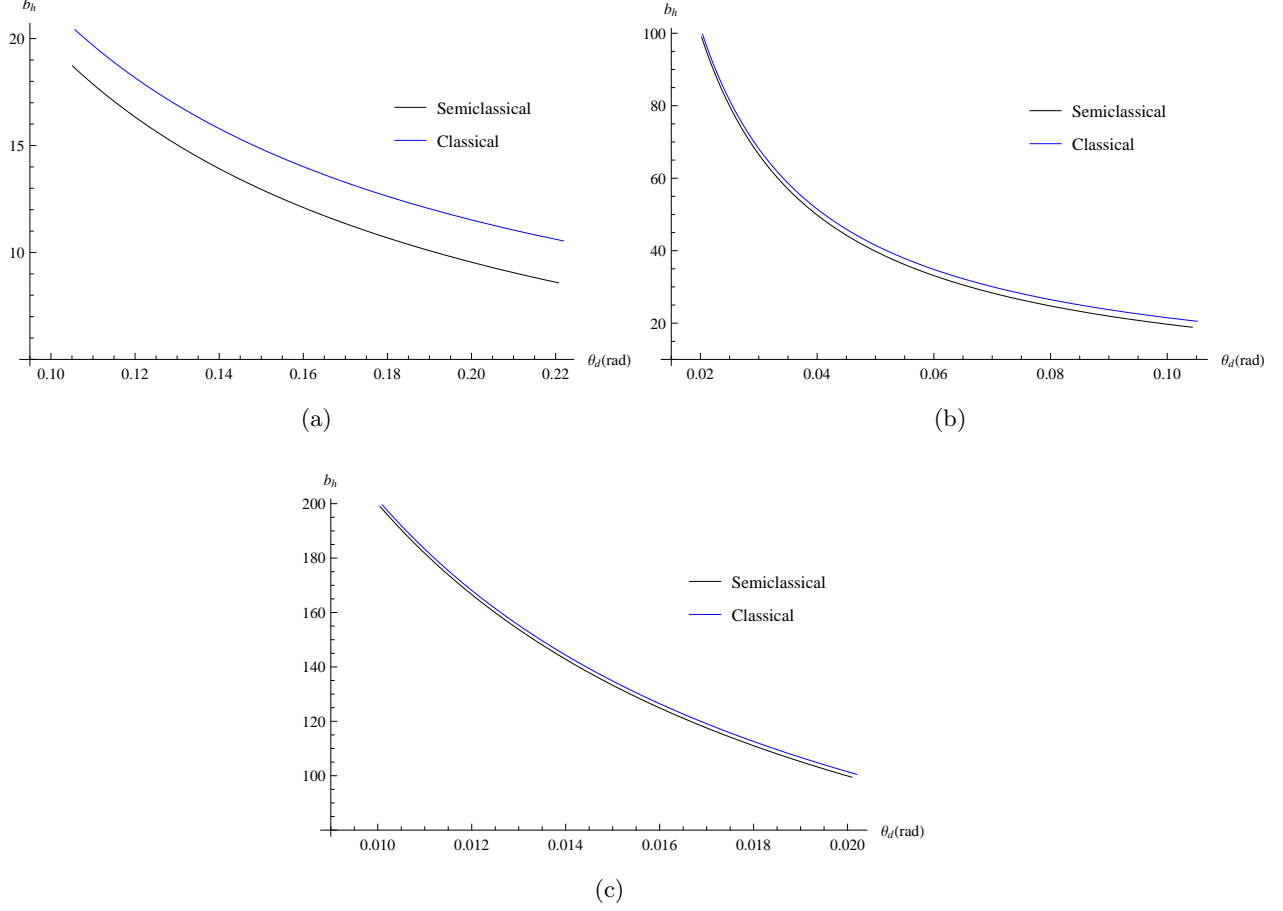 b_h
20
15
10
Semiclassical
Classical
0.10 0.12 0.14 0.16 0.18 0.20 0.22
θ_d(rad)
(a)
b_h
100
80
60
40
20
Semiclassical
Classical
0.02 0.04 0.06 0.08 0.10
θ_d(rad)
(b)
b_h
200
180
160
140
120
100
Semiclassical
Classical
0.010 0.012 0.014 0.016 0.018 0.020
θ_d(rad)
(c)